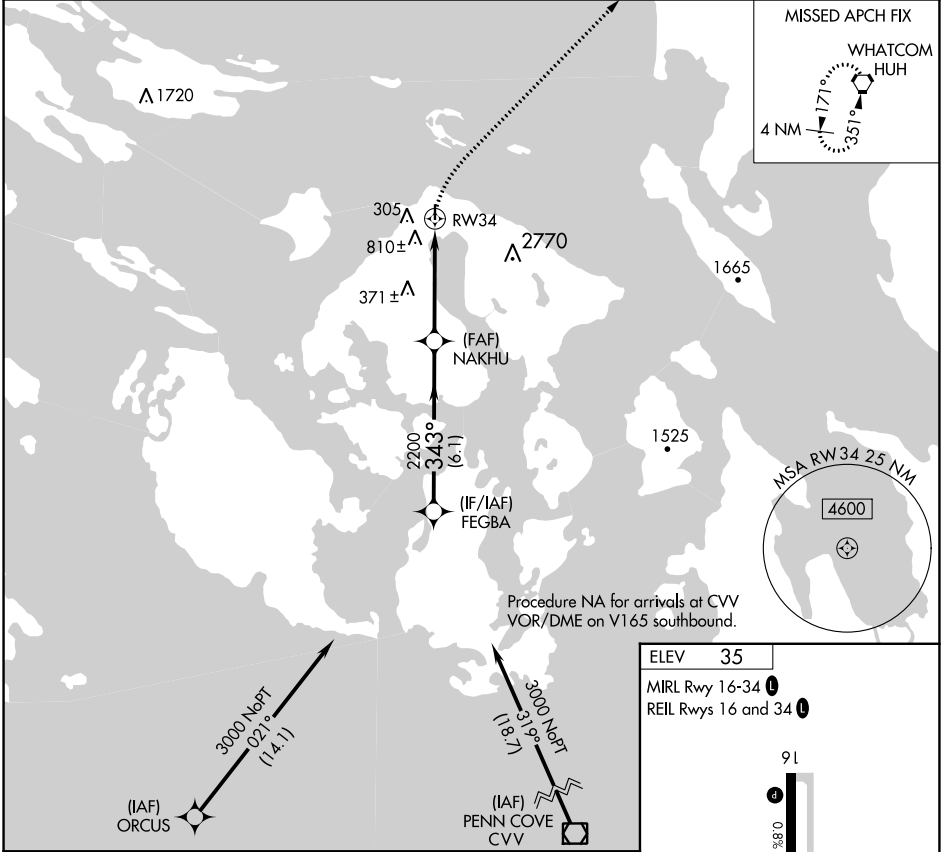 MISSED APCH FIX
WHATCOM
HUH
171°
351°
4 NM
1720
305
RW34
810±
2770
371±
1665
(FAF)
NAKHU
2200
343°
(6.1)
1525
(IF/IAF)
FEGBA
MSA RW34 25 NM
4600
Procedure NA for arrivals at CVV
VOR/DME on V165 southbound.
3000 NoPT
021°
(14.1)
3000 NoPT
319°
(18.7)
(IAF)
ORCUS
(IAF)
PENN COVE
CVV
ELEV 35
MIRL Rwy 16-34 L
REIL Rwys 16 and 34 L
16
P
0.8%